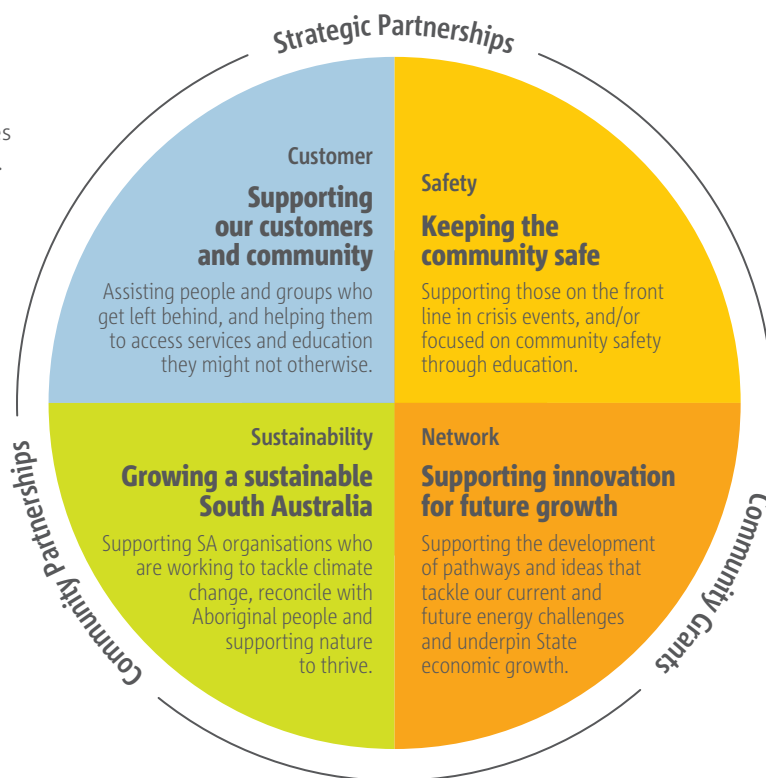 Strategic Partnerships
es
.
Customer
Supporting
our customers
and community
Assisting people and groups who
get left behind, and helping them
to access services and education
they might not otherwise.
Safety
Keeping the
community safe
Supporting those on the front
line in crisis events, and/or
focused on community safety
through education.
Sustainability
Growing a sustainable
South Australia
Supporting SA organisations who
are working to tackle climate
change, reconcile with
Aboriginal people and
supporting nature
to thrive.
Network
Supporting innovation
for future growth
Supporting the development
of pathways and ideas that
tackle our current and
future energy challenges
and underpin State
economic growth.
Community Partnerships
Community Grants